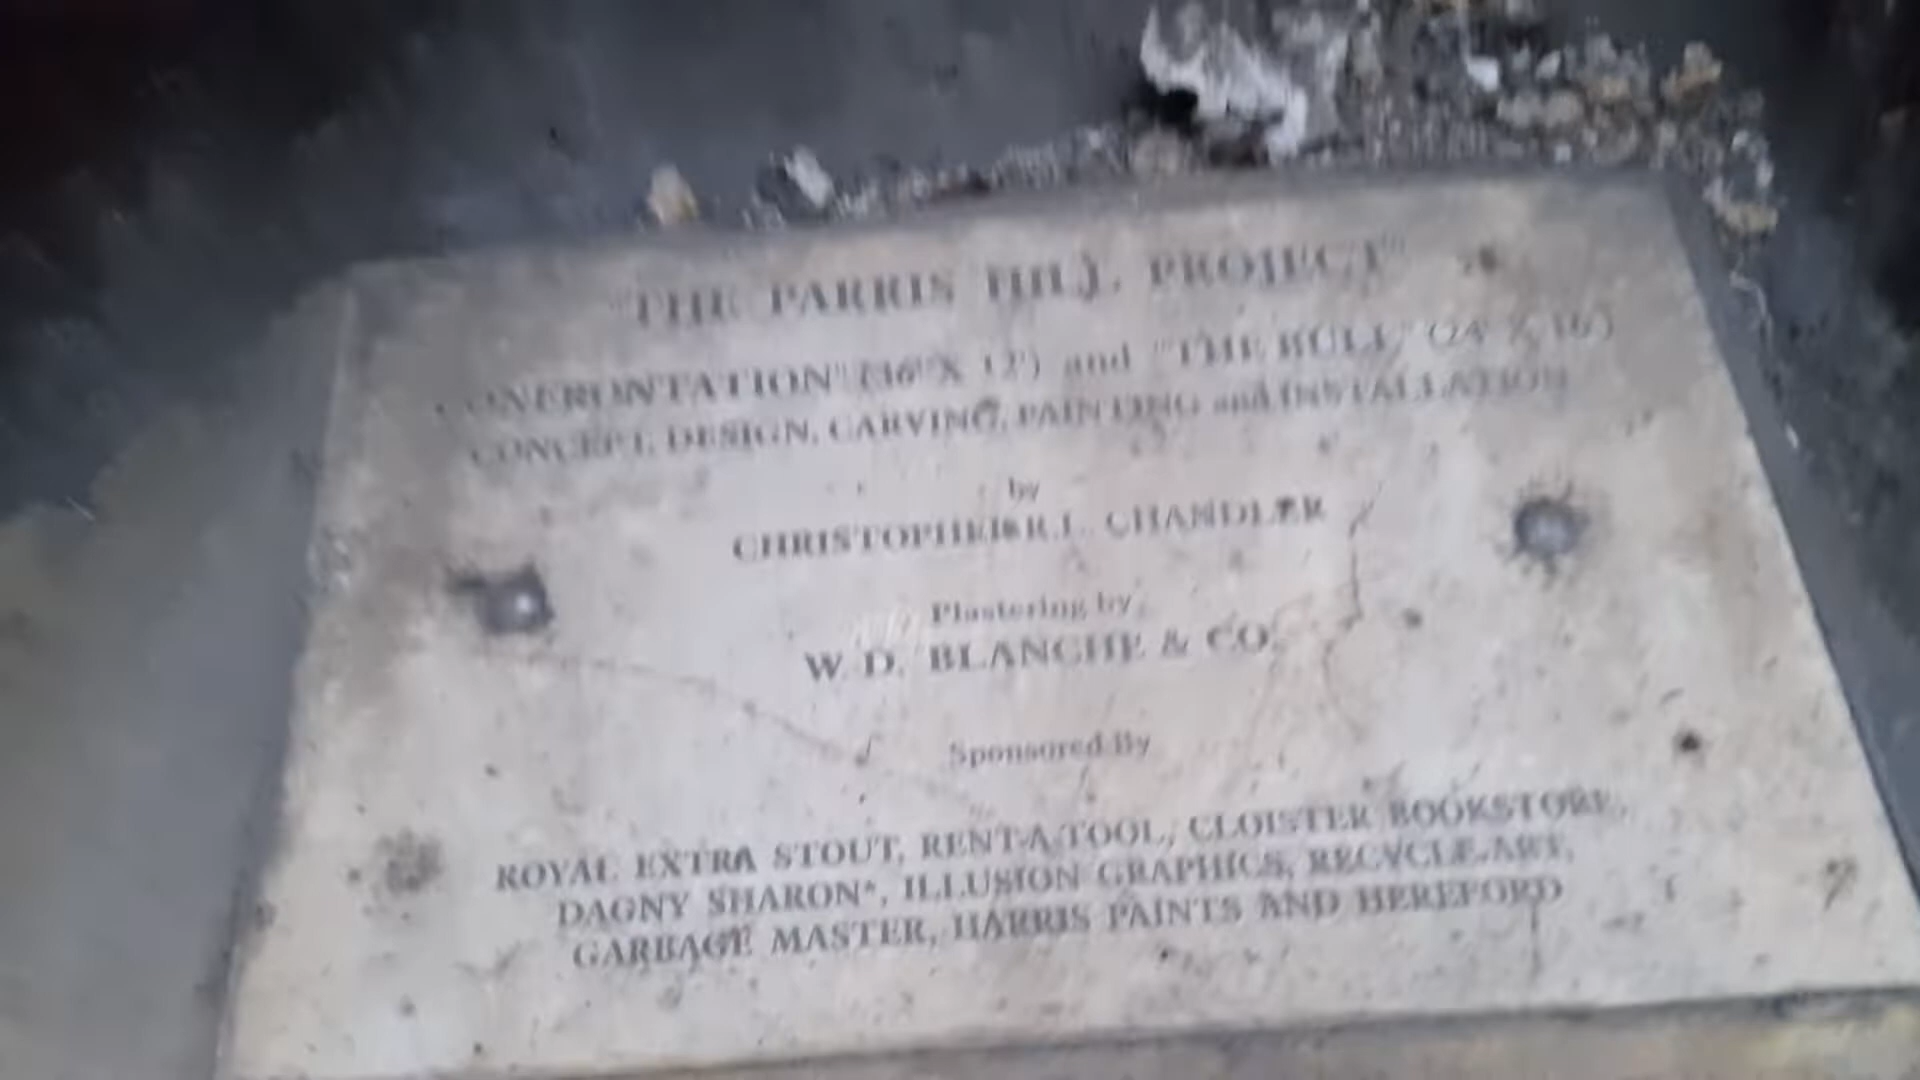 "THE PARRIS HILL PROJECT"
CONFRONTATION" (36' X 12') and "THE BULL" (24' X 16')
CONCEPT, DESIGN, CARVING, PAINTING and INSTALLATION
by
CHRISTOPHER R.L. CHANDLER
Plastering by
W. D. BLANCHE & CO.
Sponsored By
ROYAL EXTRA STOUT, RENT-A-TOOL, CLOISTER BOOKSTORE,
DAGNY SHARON*, ILLUSION GRAPHICS, RECYCLE-ART,
GARBAGE MASTER, HARRIS PAINTS AND HEREFORD